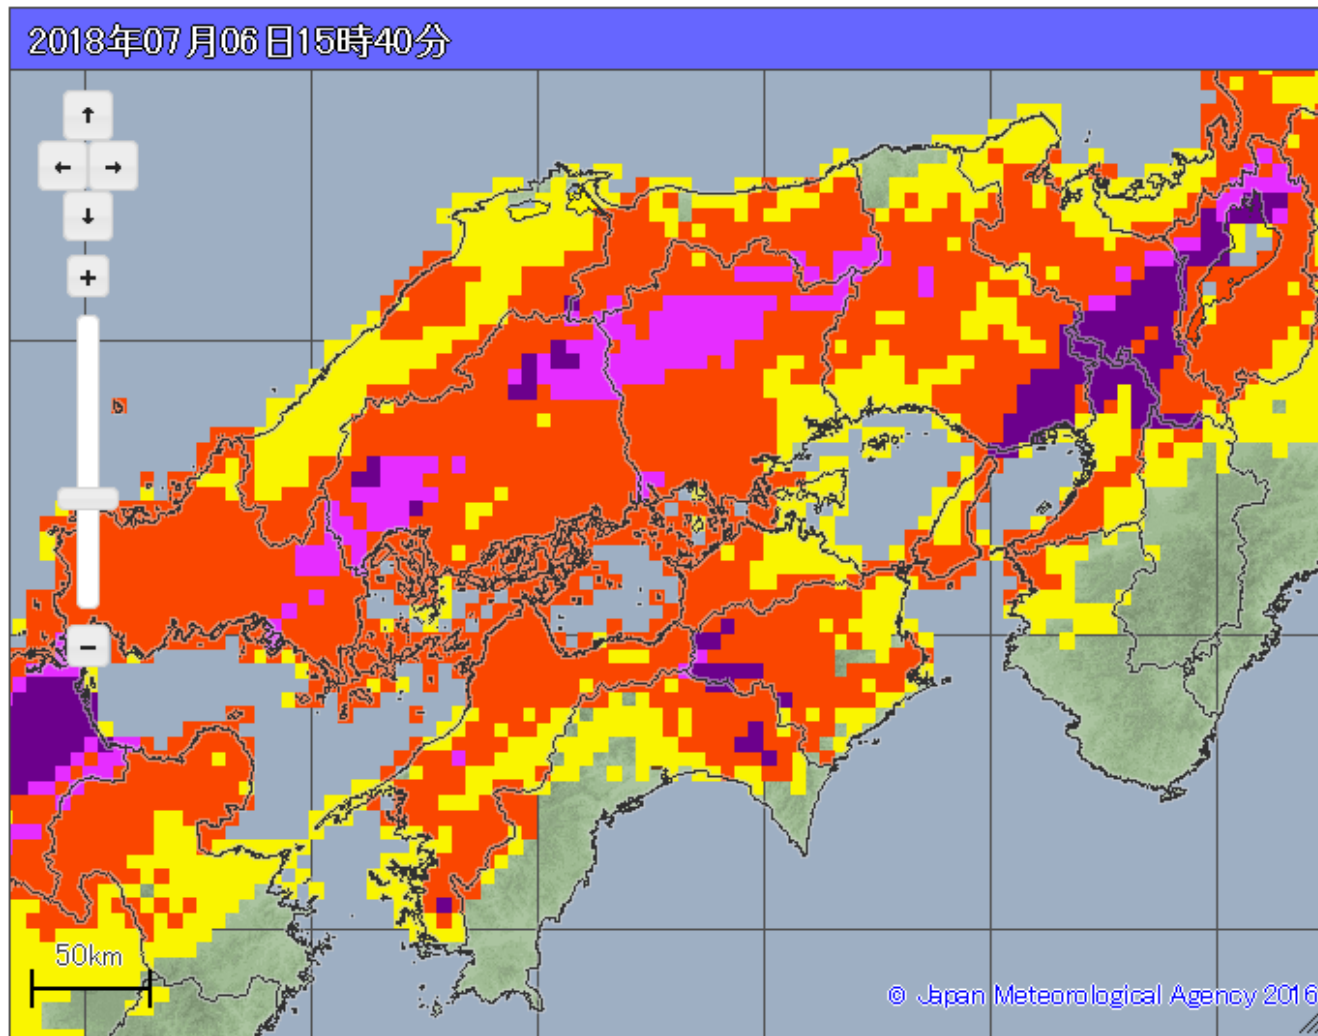 2018年07月06日15時40分
↑
← →
↓
+
−
50km
© Japan Meteorological Agency 2016